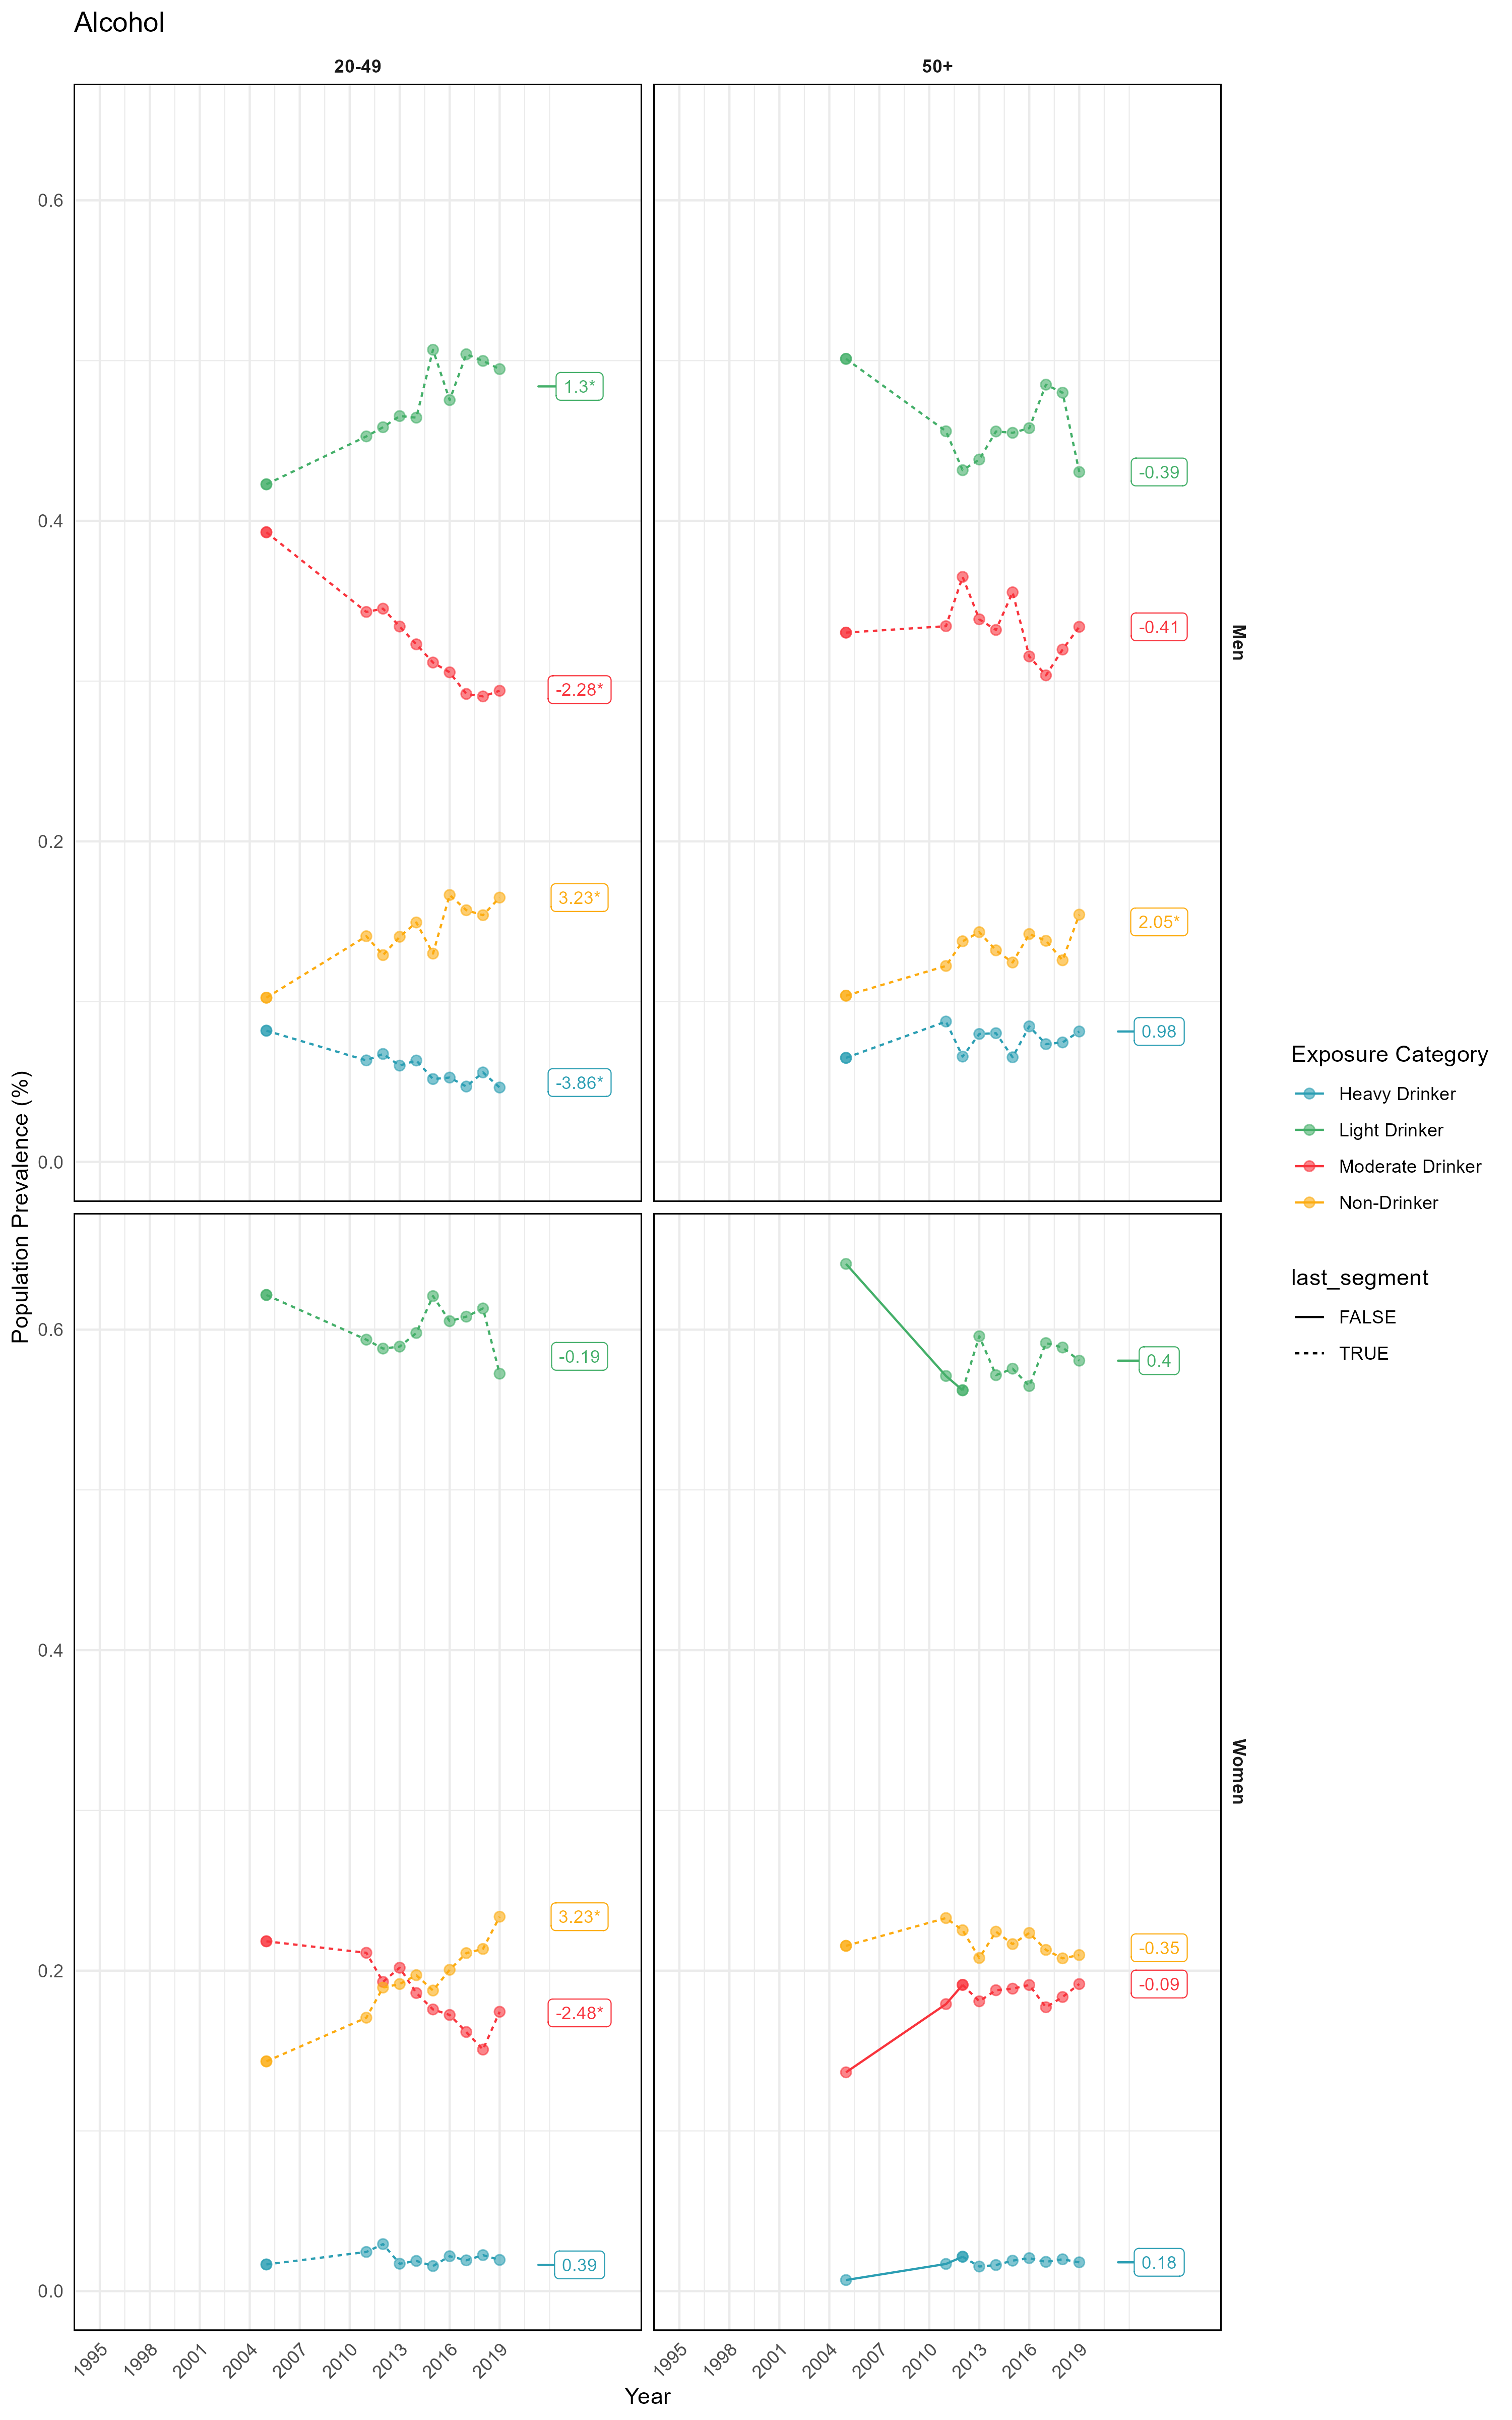 Alcohol
20-49
50+
0.6
0.4
0.2
0.0
1.3*
-2.28*
3.23*
-3.86*
-0.39
-0.41
2.05*
0.98
Men
0.6
0.4
0.2
0.0
-0.19
3.23*
-2.48*
0.39
0.4
-0.35
-0.09
0.18
Women
Population Prevalence (%)
1995 1998 2001 2004 2007 2010 2013 2016 2019
1995 1998 2001 2004 2007 2010 2013 2016 2019
Year
Exposure Category
Heavy Drinker
Light Drinker
Moderate Drinker
Non-Drinker
last_segment
FALSE
TRUE